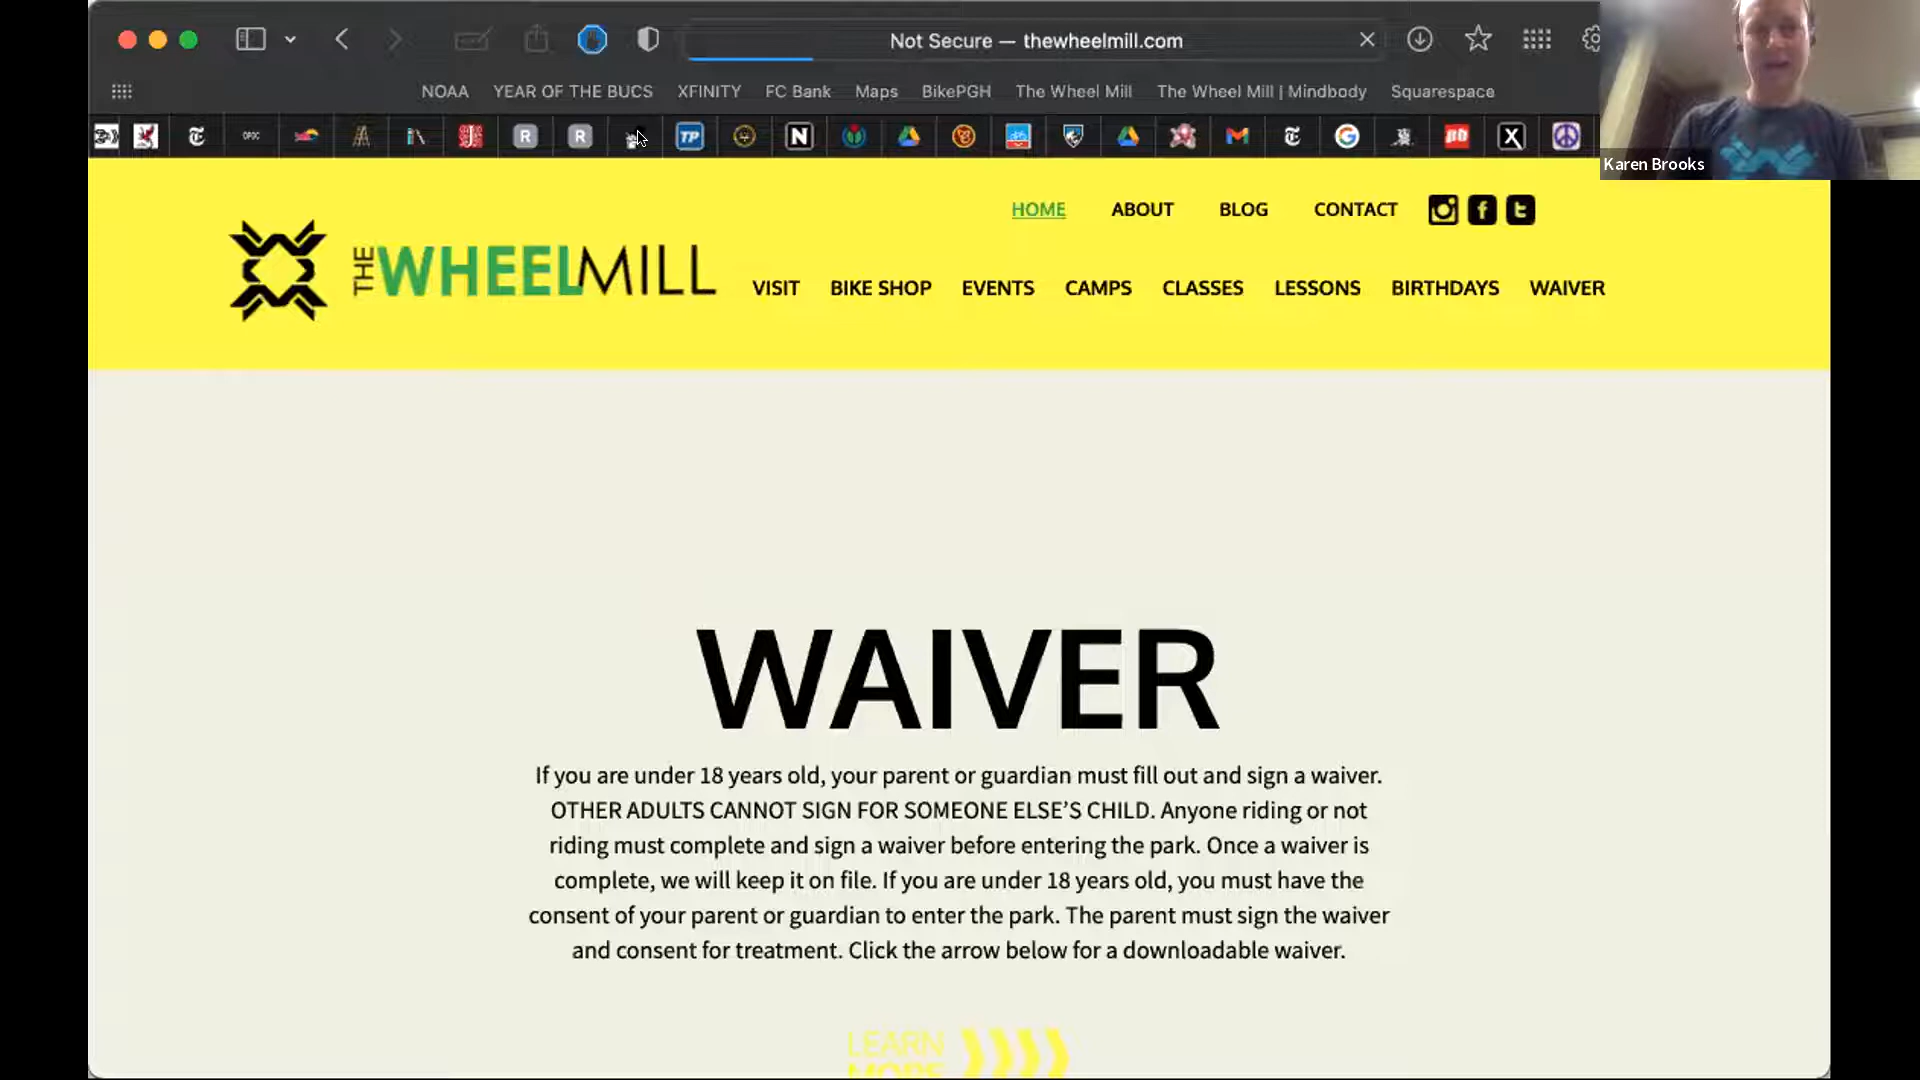 Not Secure — thewheelmill.com
NOAA YEAR OF THE BUCS XFINITY FC Bank Maps BikePGH The Wheel Mill The Wheel Mill | Mindbody Squarespace
OPDC R R TP N G pb X
Karen Brooks
HOME ABOUT BLOG CONTACT
THE WHEELMILL
VISIT BIKE SHOP EVENTS CAMPS CLASSES LESSONS BIRTHDAYS WAIVER
WAIVER
If you are under 18 years old, your parent or guardian must fill out and sign a waiver.
OTHER ADULTS CANNOT SIGN FOR SOMEONE ELSE’S CHILD. Anyone riding or not
riding must complete and sign a waiver before entering the park. Once a waiver is
complete, we will keep it on file. If you are under 18 years old, you must have the
consent of your parent or guardian to enter the park. The parent must sign the waiver
and consent for treatment. Click the arrow below for a downloadable waiver.
LEARN
MORE